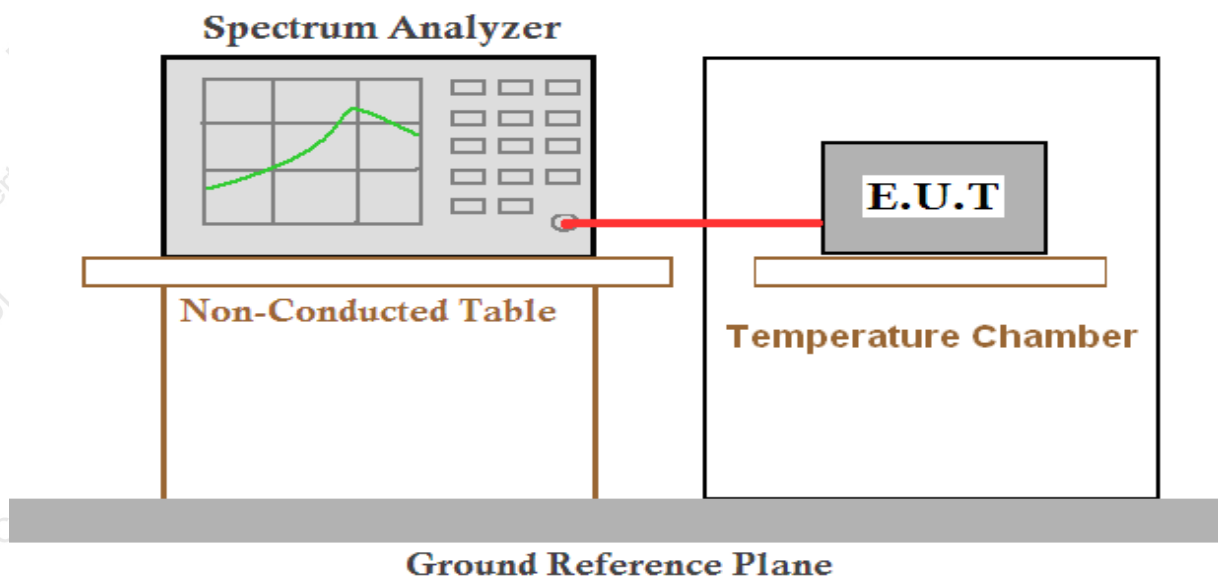 Spectrum Analyzer
E.U.T
Non-Conducted Table
Temperature Chamber
Ground Reference Plane